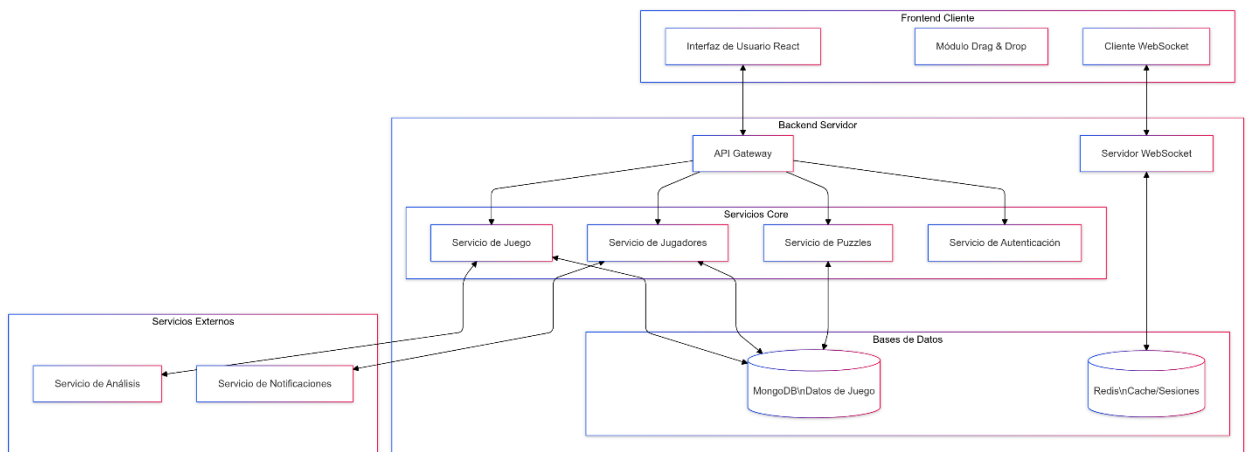 Frontend Cliente
Interfaz de Usuario React
Módulo Drag & Drop
Cliente WebSocket
Backend Servidor
API Gateway
Servidor WebSocket
Servicios Core
Servicio de Juego
Servicio de Jugadores
Servicio de Puzzles
Servicio de Autenticación
Servicios Externos
Servicio de Análisis
Servicio de Notificaciones
Bases de Datos
MongoDB\nDatos de Juego
Redis\nCache/Sesiones